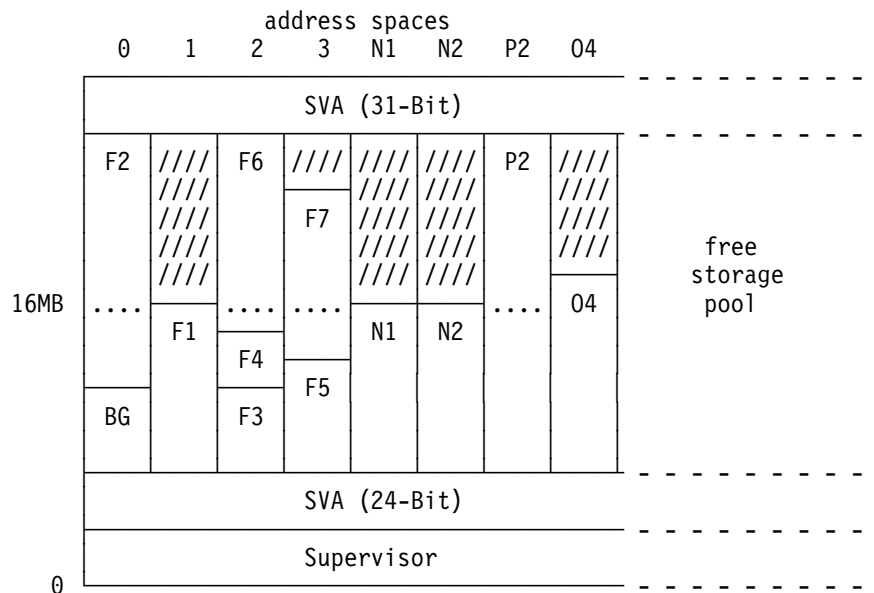 address spaces
0 1 2 3 N1 N2 P2 O4
SVA (31-Bit)
F2 //// F6 //// //// //// P2 ////
//// //// //// ////
//// F7 //// //// ////
//// //// //// //// free
//// //// //// storage
16MB .... .... .... .... O4 pool
F1 N1 N2
F4
F5
BG F3
SVA (24-Bit)
Supervisor
0